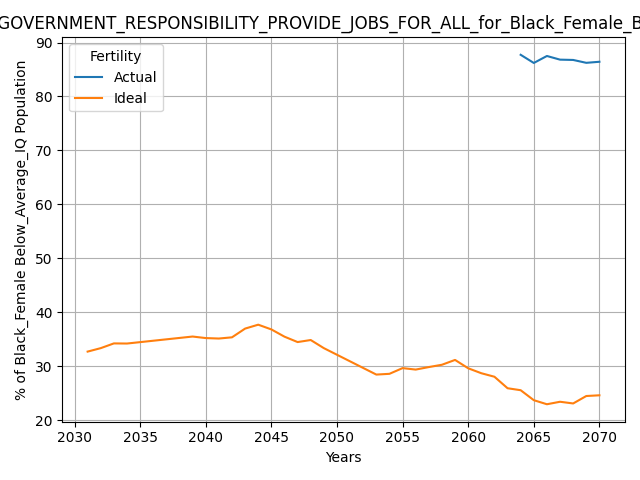 GOVERNMENT_RESPONSIBILITY_PROVIDE_JOBS_FOR_ALL_for_Black_Female_B
Fertility
Actual
Ideal
90
80
70
60
50
40
30
20
% of Black_Female Below_Average_IQ Population
2030 2035 2040 2045 2050 2055 2060 2065 2070
Years